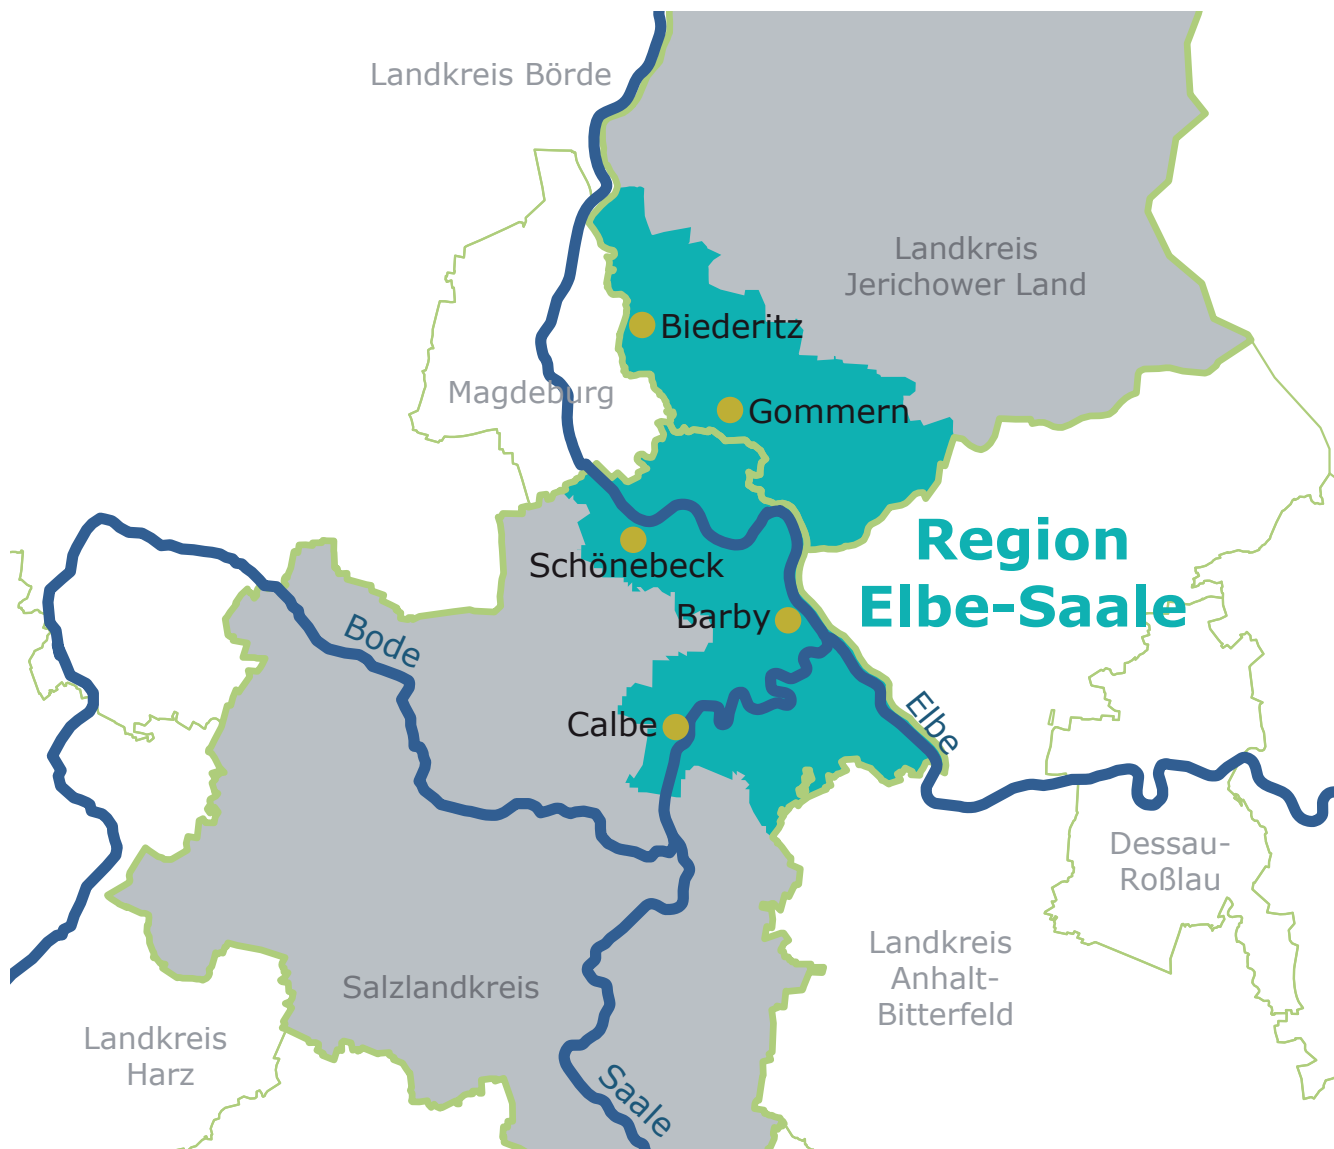 Landkreis Börde
Landkreis
Jerichower Land
Biederitz
Magdeburg
Gommern
Region
Elbe-Saale
Schönebeck
Barby
Bode
Elbe
Calbe
Dessau-
Roßlau
Landkreis
Anhalt-
Bitterfeld
Salzlandkreis
Landkreis
Harz
Saale